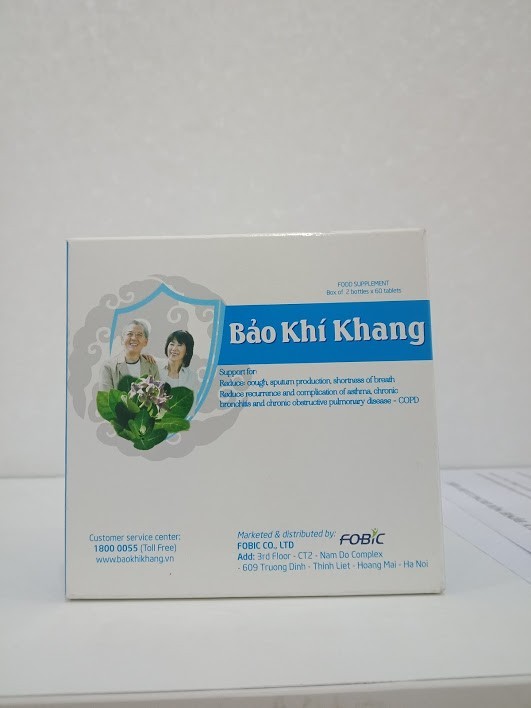 FOOD SUPPLEMENT
Box of 2 bottles x 60 tablets
Bảo Khí Khang
Support for:
Reduce cough, sputum production, shortness of breath
Reduce recurrence and complication of asthma, chronic
bronchitis and chronic obstructive pulmonary disease - COPD
Customer service center:
1800 0055 (Toll Free)
www.baokhikhang.vn
Marketed & distributed by:
FOBIC
FOBIC CO., LTD
Add: 3rd Floor - CT2 - Nam Do Complex
- 609 Truong Dinh - Thinh Liet - Hoang Mai - Ha Noi